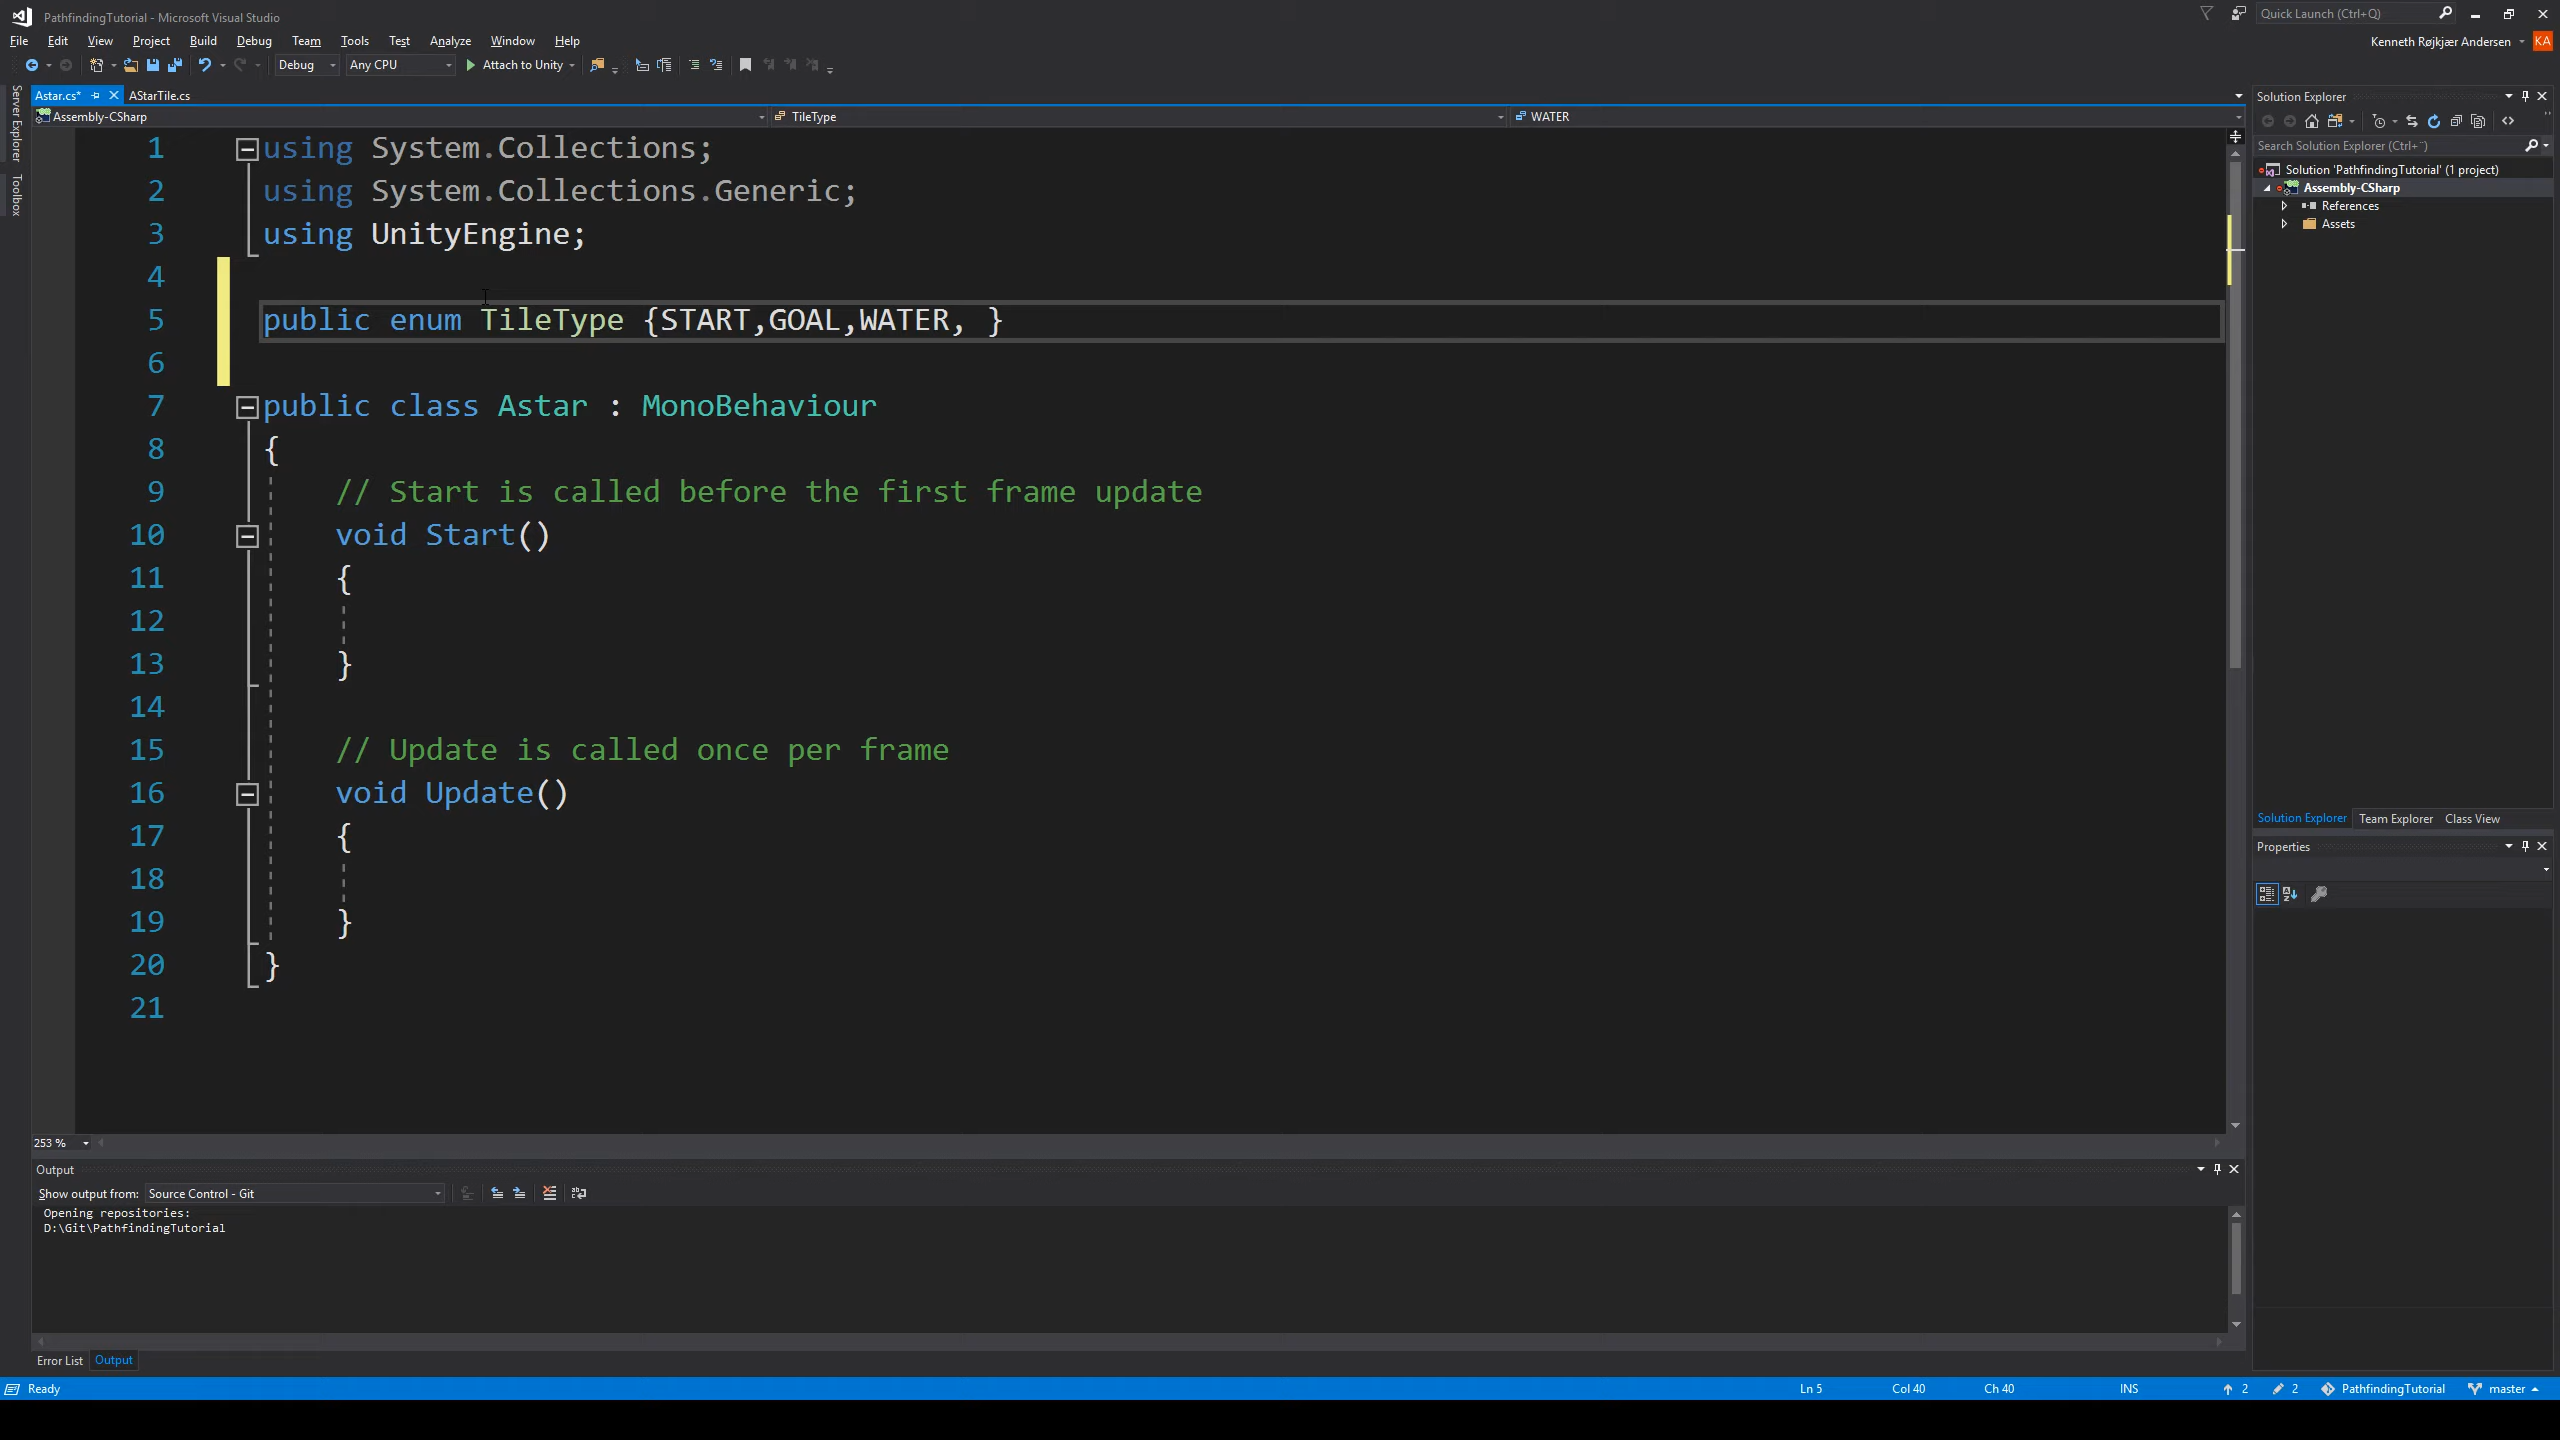 PathfindingTutorial - Microsoft Visual Studio
Quick Launch (Ctrl+Q)
File Edit View Project Build Debug Team Tools Test Analyze Window Help
Kenneth Røjkjær Andersen KA
Debug Any CPU Attach to Unity
Server Explorer
Toolbox
Astar.cs* AStarTile.cs
Assembly-CSharp TileType WATER
1 using System.Collections;
2 using System.Collections.Generic;
3 using UnityEngine;
4
5 public enum TileType {START,GOAL,WATER, }
6
7 public class Astar : MonoBehaviour
8 {
9 // Start is called before the first frame update
10 void Start()
11 {
12
13 }
14
15 // Update is called once per frame
16 void Update()
17 {
18
19 }
20 }
21
253 %
Output
Show output from: Source Control - Git
Opening repositories:
D:\Git\PathfindingTutorial
Error List Output
Solution Explorer
Search Solution Explorer (Ctrl+¨)
Solution 'PathfindingTutorial' (1 project)
Assembly-CSharp
References
Assets
Solution Explorer Team Explorer Class View
Properties
Ready Ln 5 Col 40 Ch 40 INS 2 2 PathfindingTutorial master